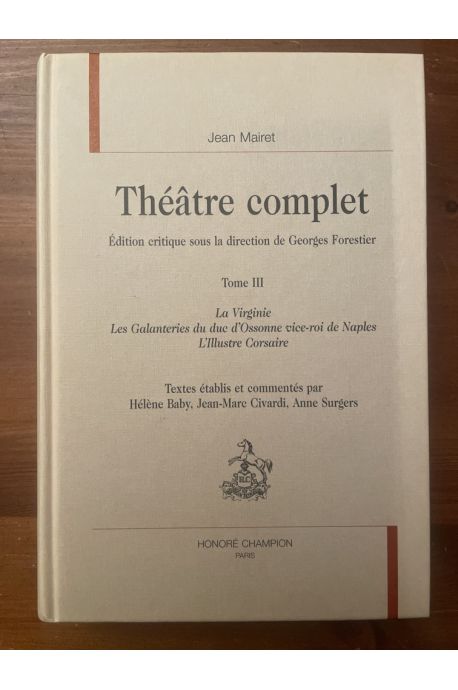 Jean Mairet
Théâtre complet
Édition critique sous la direction de Georges Forestier
Tome III
La Virginie
Les Galanteries du duc d'Ossonne vice-roi de Naples
L'Illustre Corsaire
Textes établis et commentés par
Hélène Baby, Jean-Marc Civardi, Anne Surgers
HONORÉ CHAMPION
PARIS